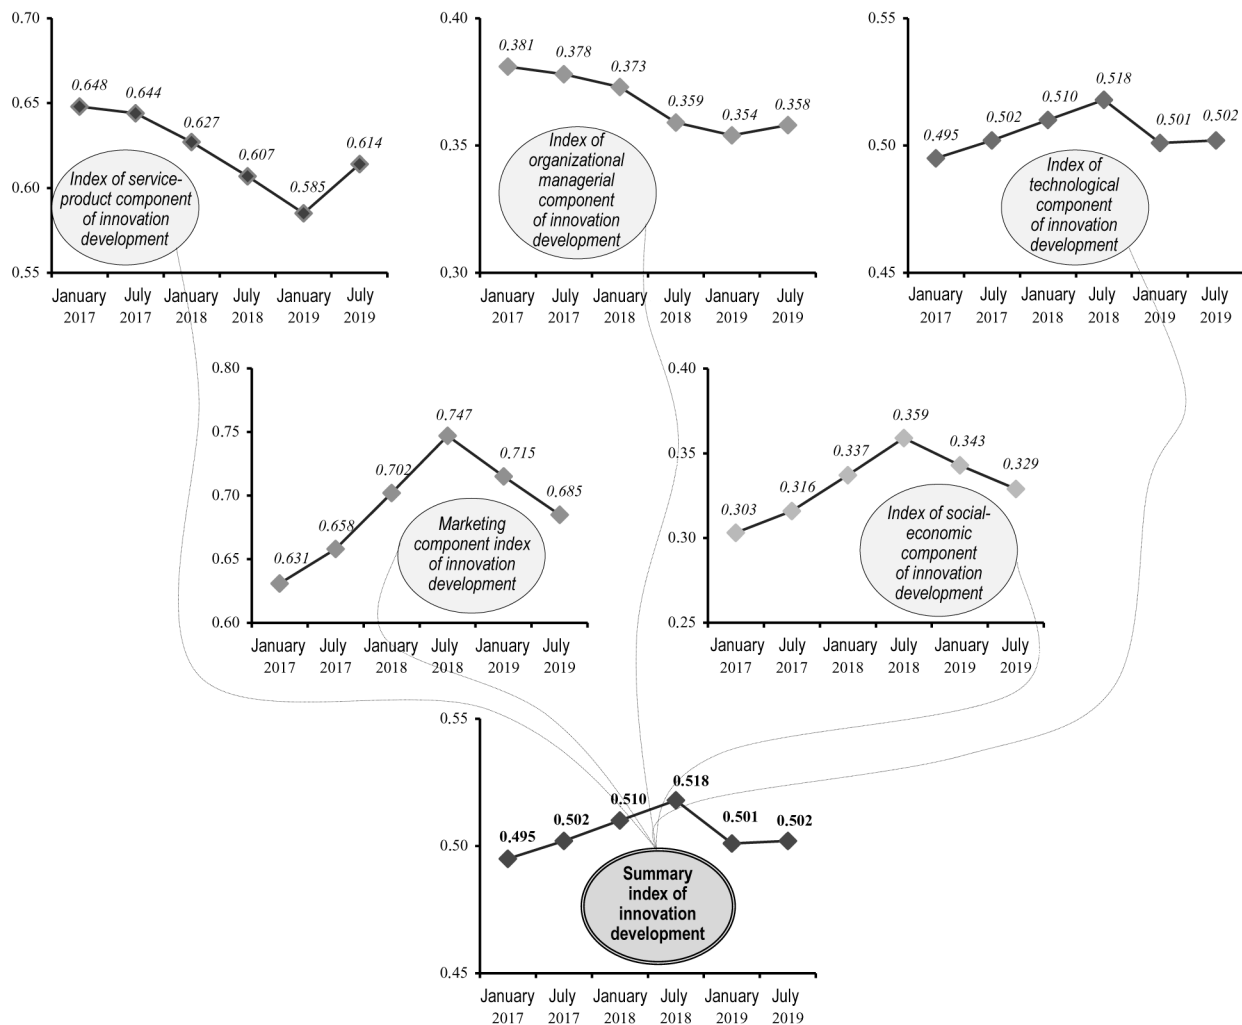 0.70
0.65
0.60
0.55
0.648
0.644
0.627
0.607
0.585
0.614
Index of service-
product component
of innovation
development
January
2017
July
2017
January
2018
July
2018
January
2019
July
2019
0.40
0.35
0.30
0.381
0.378
0.373
0.359
0.354
0.358
Index of
organizational
managerial
component
of innovation
development
January
2017
July
2017
January
2018
July
2018
January
2019
July
2019
0.55
0.50
0.45
0.495
0.502
0.510
0.518
0.501
0.502
Index of
technological
component
of innovation
development
January
2017
July
2017
January
2018
July
2018
January
2019
July
2019
0.80
0.75
0.70
0.65
0.60
0.631
0.658
0.702
0.747
0.715
0.685
Marketing
component index
of innovation
development
January
2017
July
2017
January
2018
July
2018
January
2019
July
2019
0.40
0.35
0.30
0.25
0.303
0.316
0.337
0.359
0.343
0.329
Index of social-
economic
component
of innovation
development
January
2017
July
2017
January
2018
July
2018
January
2019
July
2019
0.55
0.50
0.45
0.495
0.502
0.510
0.518
0.501
0.502
Summary
index of
innovation
development
January
2017
July
2017
January
2018
July
2018
January
2019
July
2019